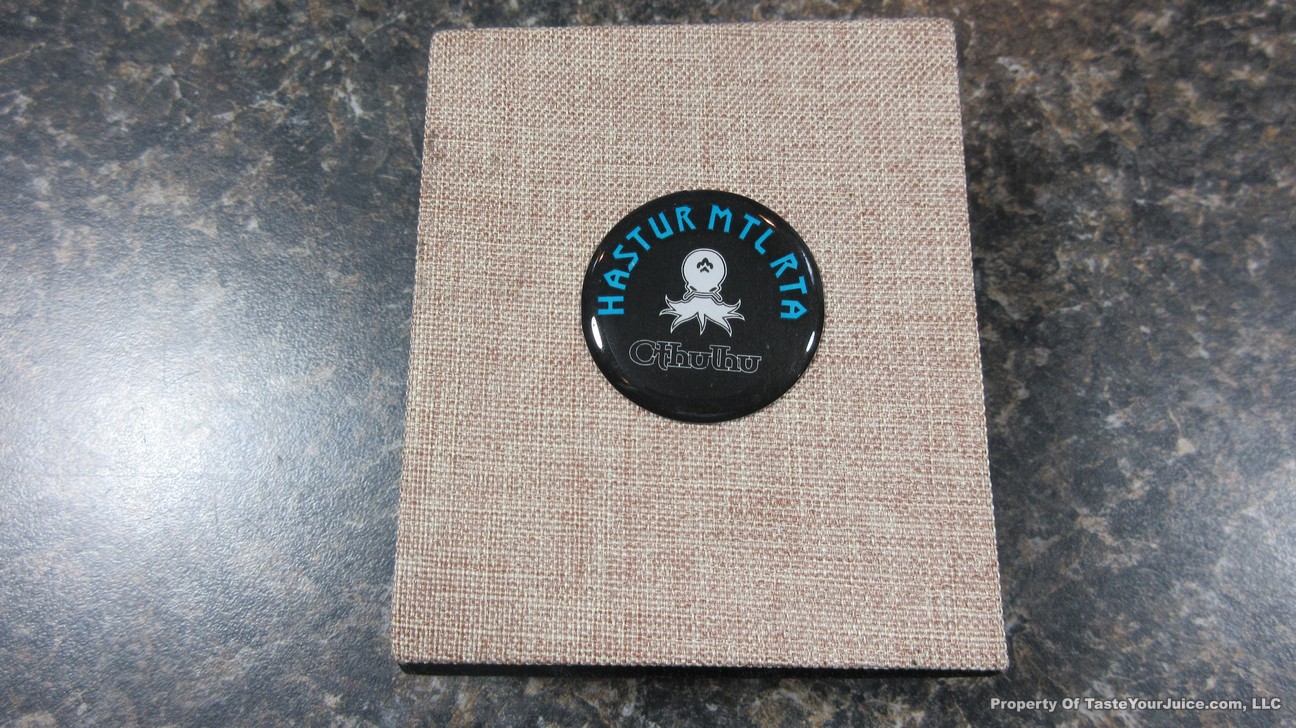 HASTUR MTL RTA
Cthulhu
Property Of TasteYourJuice.com, LLC